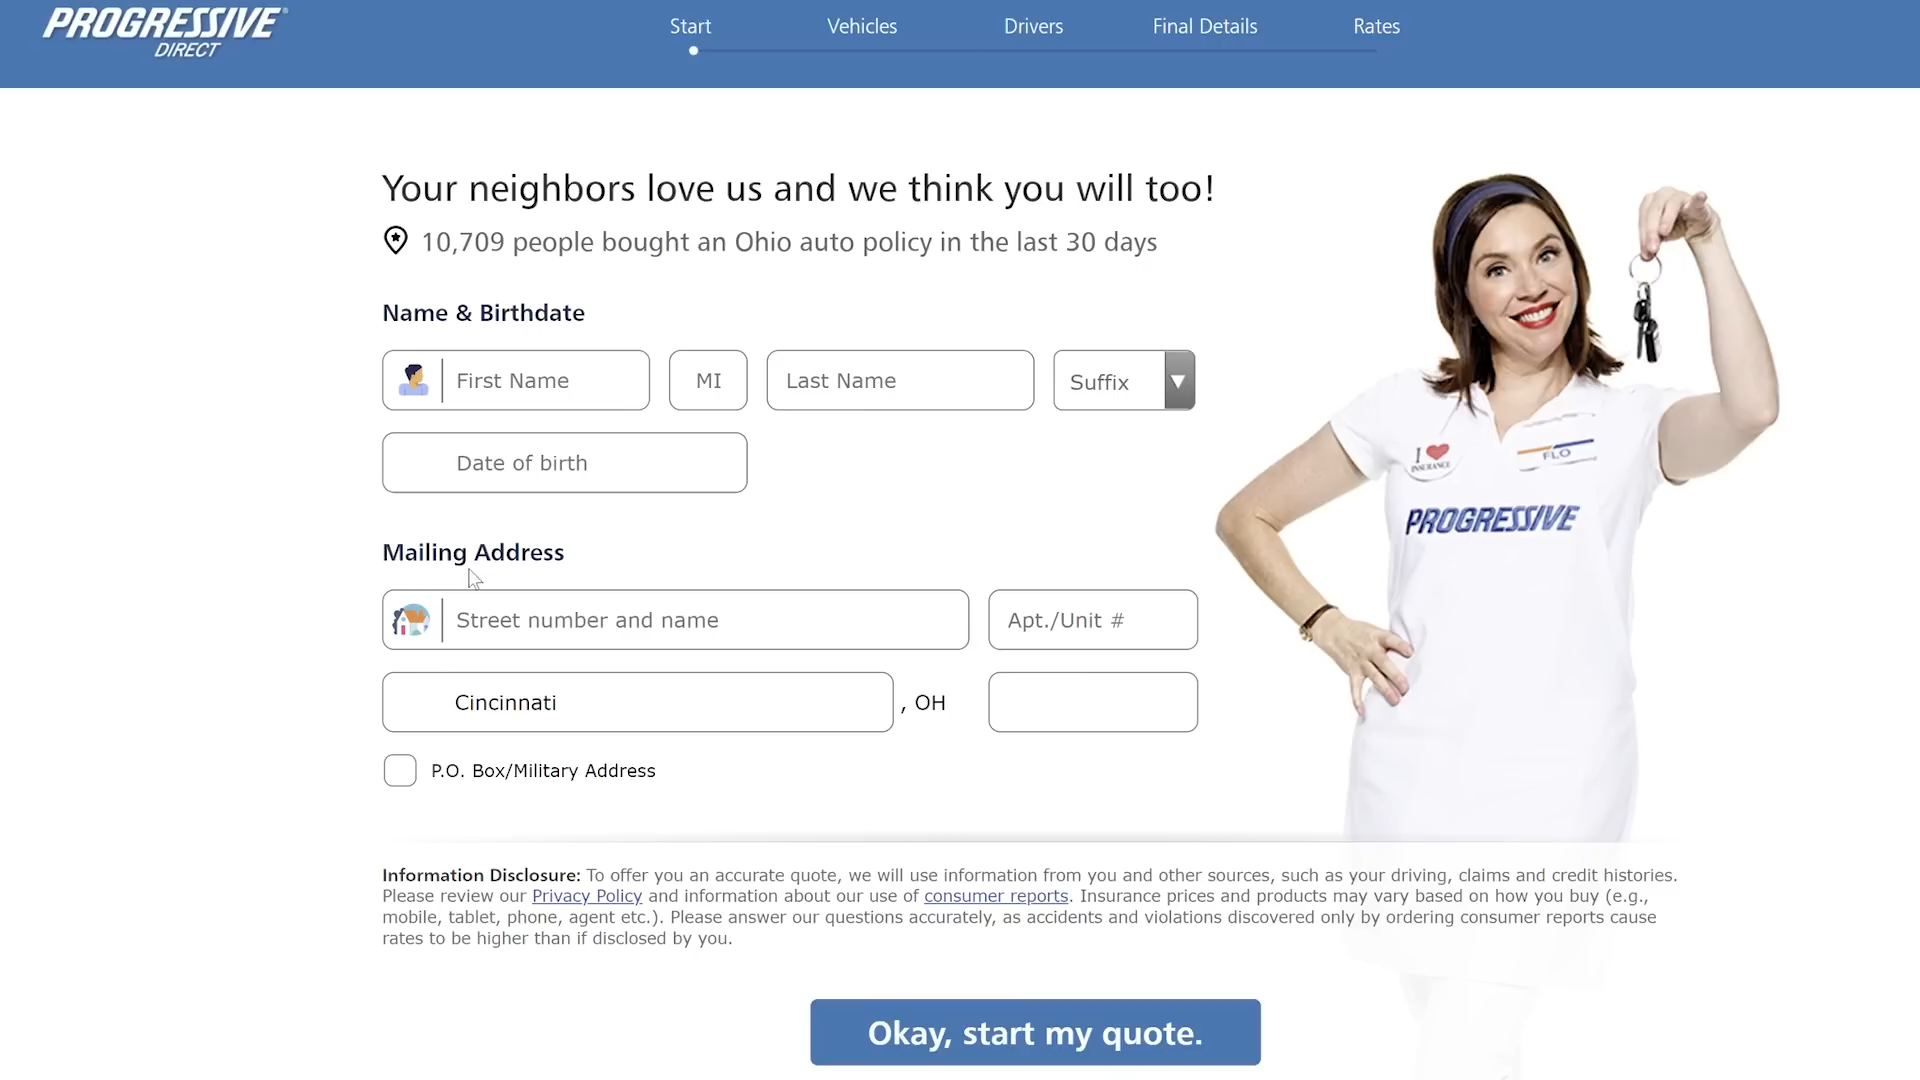 PROGRESSIVE
DIRECT
Start Vehicles Drivers Final Details Rates
Your neighbors love us and we think you will too!
10,709 people bought an Ohio auto policy in the last 30 days
Name & Birthdate
First Name MI Last Name Suffix
Date of birth
I ❤
INSURANCE
FLO
PROGRESSIVE
Mailing Address
Street number and name Apt./Unit #
Cincinnati , OH
P.O. Box/Military Address
Information Disclosure: To offer you an accurate quote, we will use information from you and other sources, such as your driving, claims and credit histories.
Please review our Privacy Policy and information about our use of consumer reports. Insurance prices and products may vary based on how you buy (e.g.,
mobile, tablet, phone, agent etc.). Please answer our questions accurately, as accidents and violations discovered only by ordering consumer reports cause
rates to be higher than if disclosed by you.
Okay, start my quote.